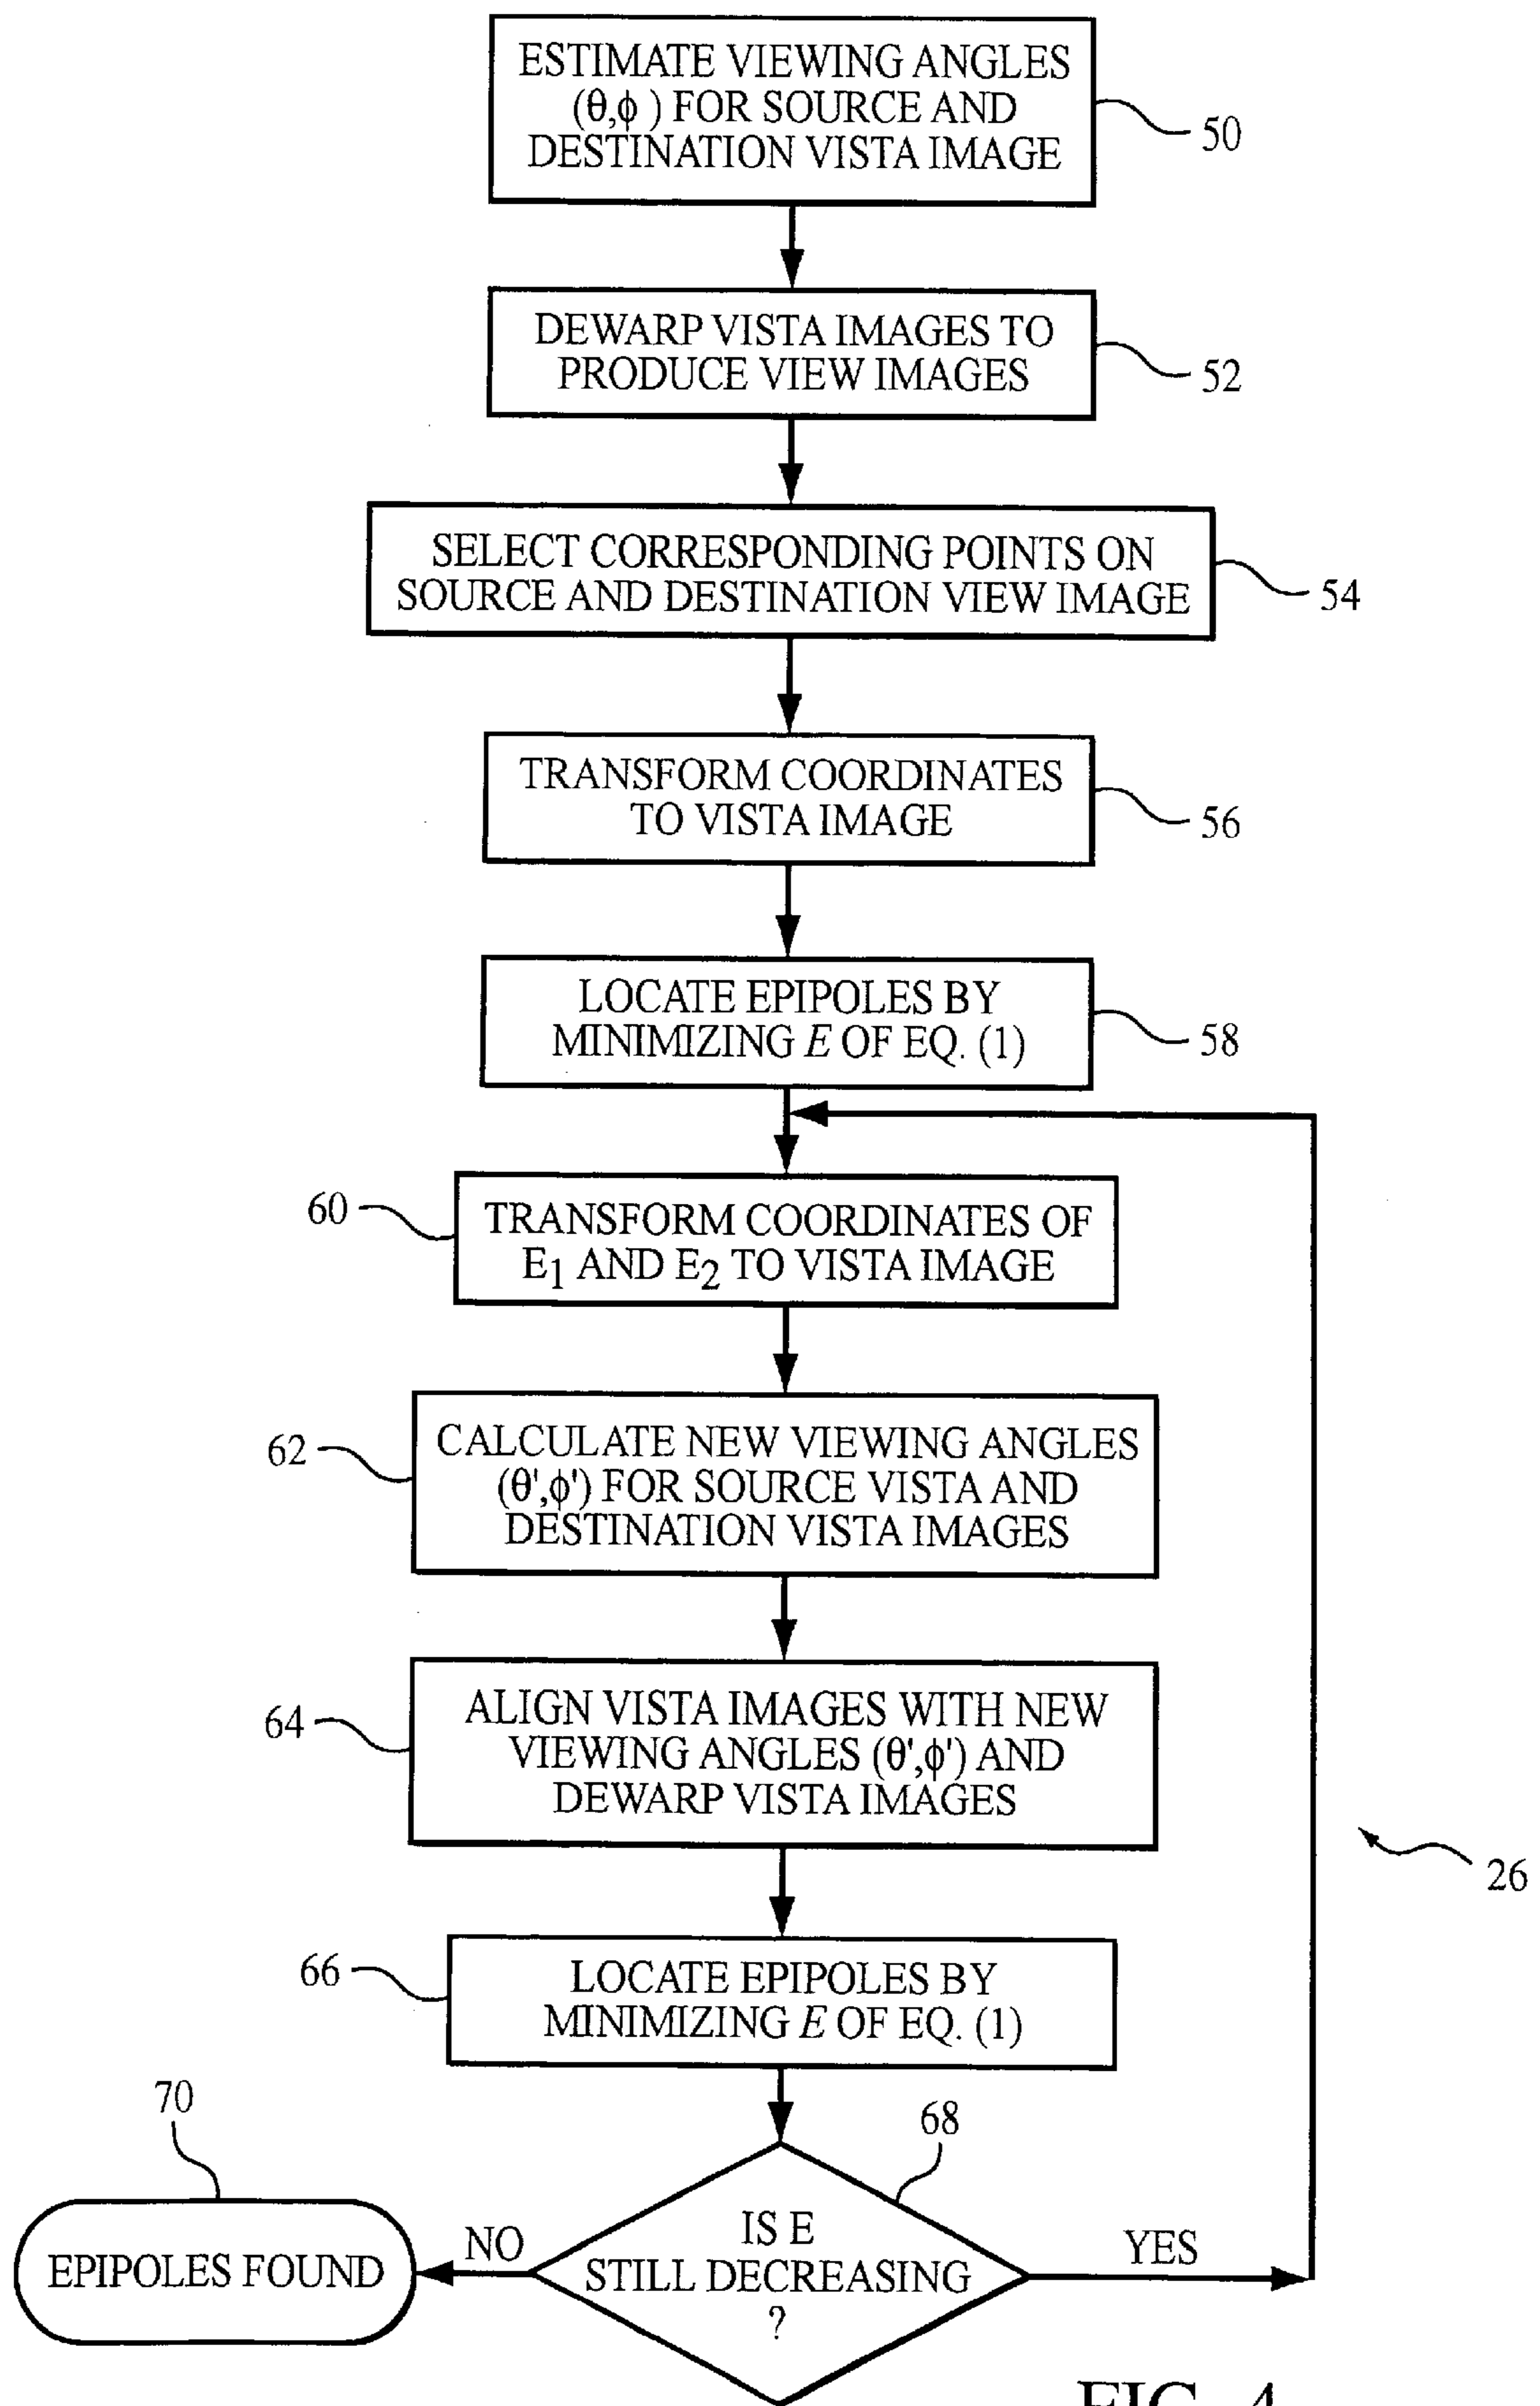 ESTIMATE VIEWING ANGLES
(θ,ϕ ) FOR SOURCE AND
DESTINATION VISTA IMAGE
50
DEWARP VISTA IMAGES TO
PRODUCE VIEW IMAGES
52
SELECT CORRESPONDING POINTS ON
SOURCE AND DESTINATION VIEW IMAGE
54
TRANSFORM COORDINATES
TO VISTA IMAGE
56
LOCATE EPIPOLES BY
MINIMIZING E OF EQ. (1)
58
60
TRANSFORM COORDINATES OF
E1 AND E2 TO VISTA IMAGE
62
CALCULATE NEW VIEWING ANGLES
(θ',ϕ') FOR SOURCE VISTA AND
DESTINATION VISTA IMAGES
64
ALIGN VISTA IMAGES WITH NEW
VIEWING ANGLES (θ',ϕ') AND
DEWARP VISTA IMAGES
26
66
LOCATE EPIPOLES BY
MINIMIZING E OF EQ. (1)
70
68
EPIPOLES FOUND
NO
IS E
STILL DECREASING
?
YES
FIG. 4